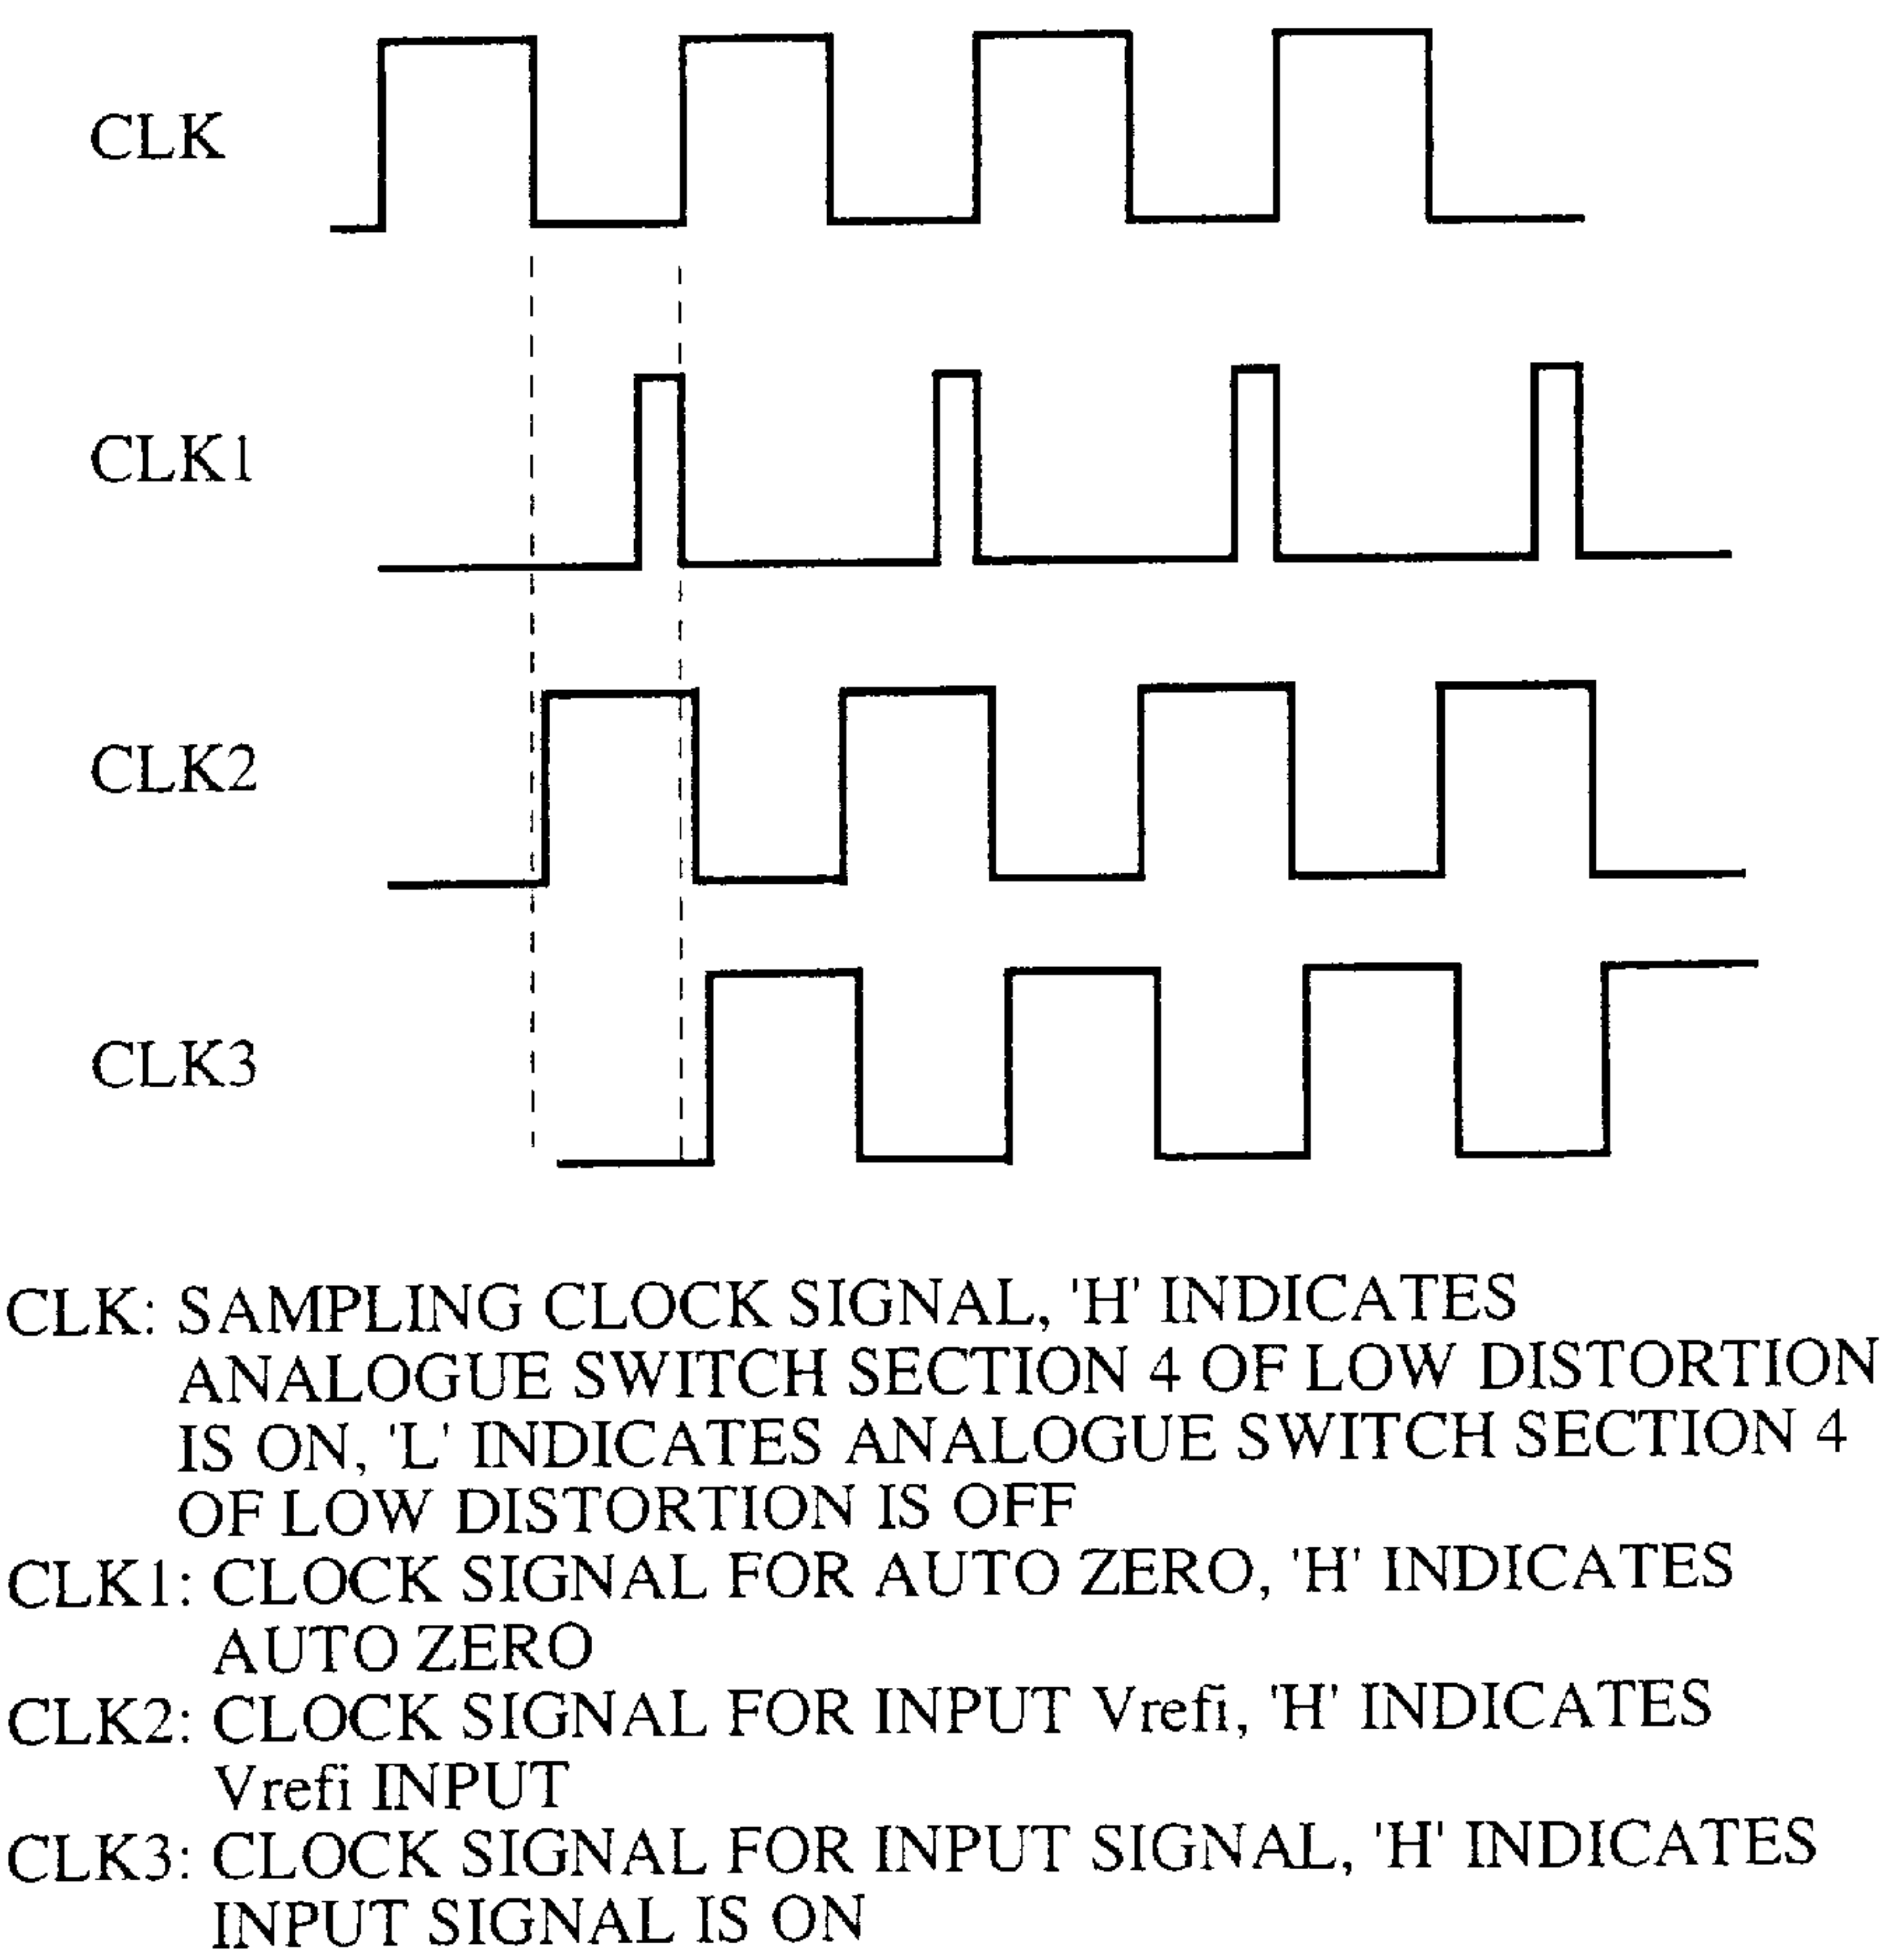 CLK
CLK1
CLK2
CLK3
CLK: SAMPLING CLOCK SIGNAL, 'H' INDICATES
ANALOGUE SWITCH SECTION 4 OF LOW DISTORTION
IS ON, 'L' INDICATES ANALOGUE SWITCH SECTION 4
OF LOW DISTORTION IS OFF
CLK1: CLOCK SIGNAL FOR AUTO ZERO, 'H' INDICATES
AUTO ZERO
CLK2: CLOCK SIGNAL FOR INPUT Vrefi, 'H' INDICATES
Vrefi INPUT
CLK3: CLOCK SIGNAL FOR INPUT SIGNAL, 'H' INDICATES
INPUT SIGNAL IS ON